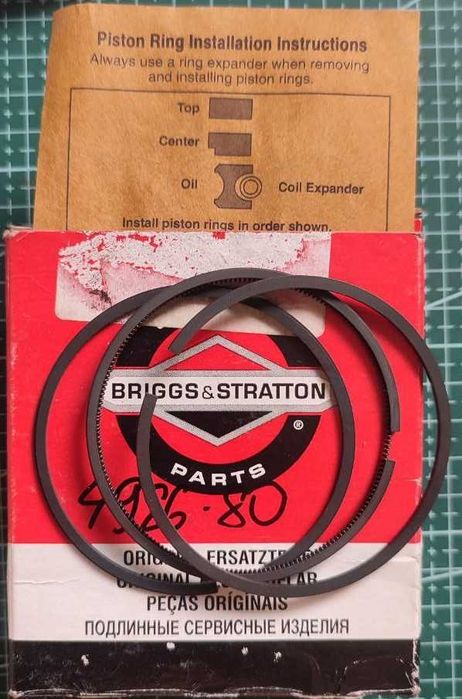 Piston Ring Installation Instructions
Always use a ring expander when removing
and installing piston rings.
Top
Center
Oil
Coil Expander
Install piston rings in order shown.
BRIGGS & STRATTON
®
PARTS
80
PEÇAS ORIGINAIS
ПОДЛИННЫЕ СЕРВИСНЫЕ ИЗДЕЛИЯ